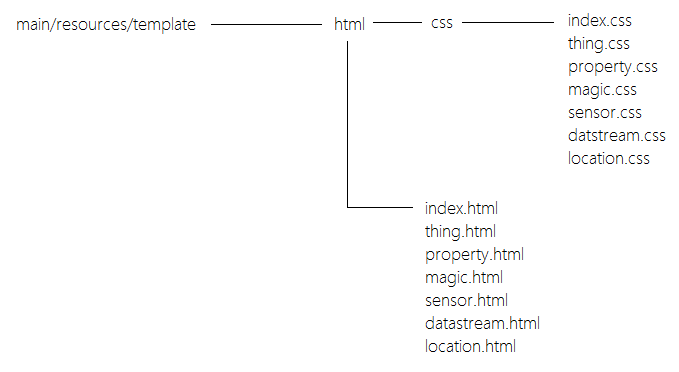 main/resources/template
html
css
index.css
thing.css
property.css
magic.css
sensor.css
datstream.css
location.css
index.html
thing.html
property.html
magic.html
sensor.html
datastream.html
location.html